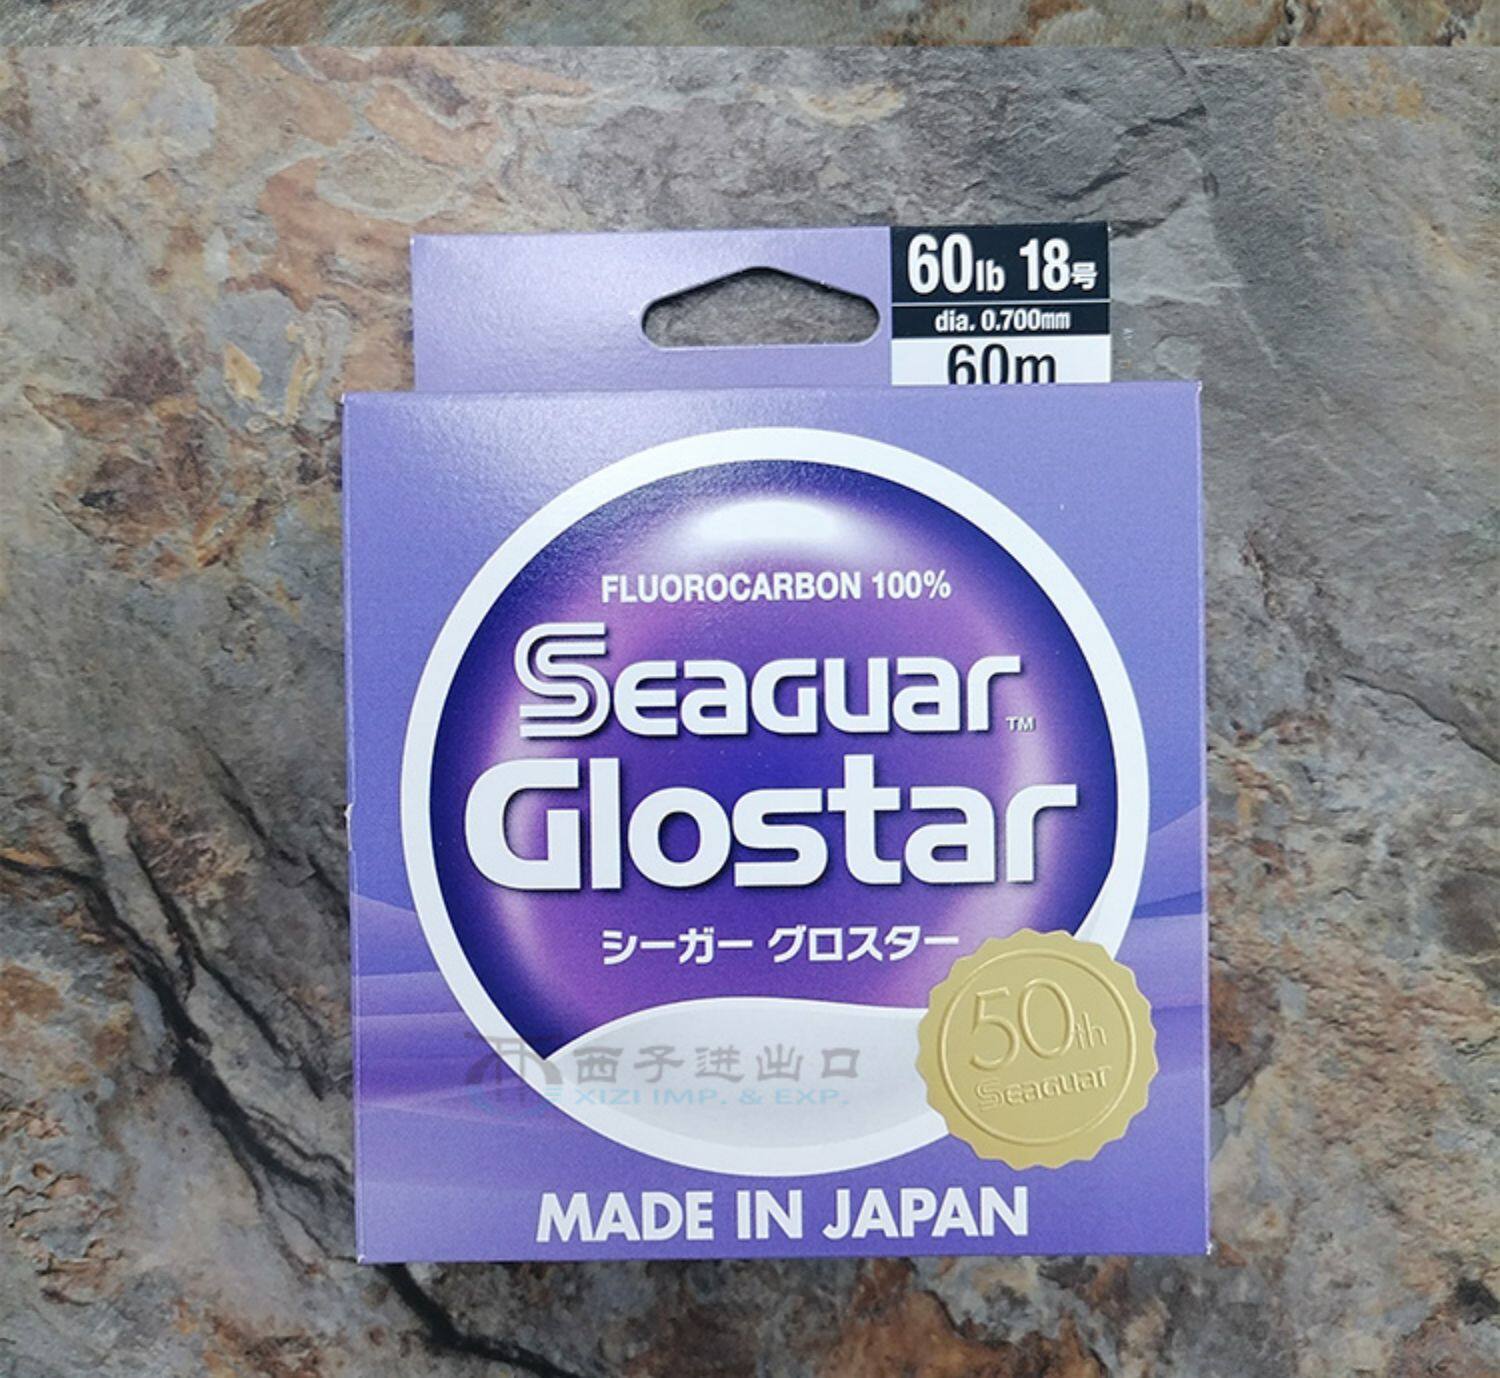 60lb 18号
dia. 0.700mm
60m
FLUOROCARBON 100%
Seaguar™
Glostar
シーガー グロスター
50th
Seaguar
西子进出口
XIZI IMP. & EXP.
MADE IN JAPAN